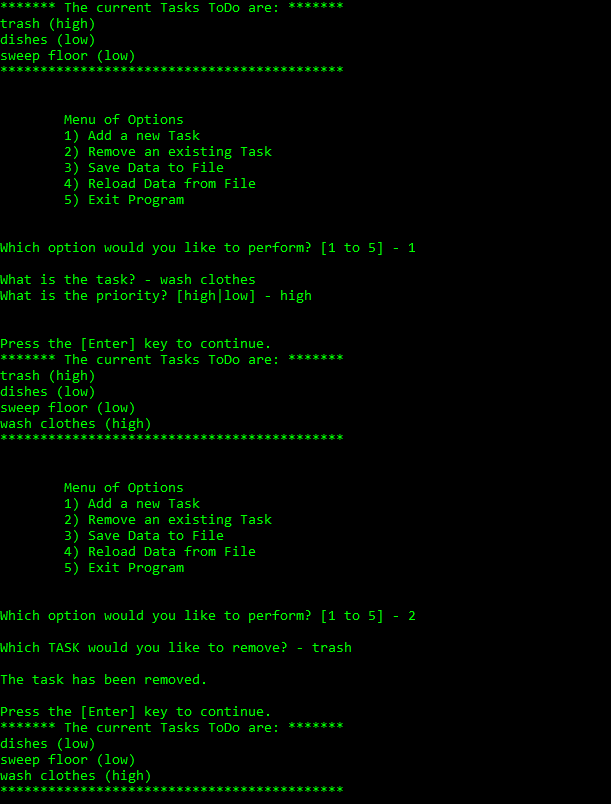 ******* The current Tasks ToDo are: *******
trash (high)
dishes (low)
sweep floor (low)
*******************************************
Menu of Options
1) Add a new Task
2) Remove an existing Task
3) Save Data to File
4) Reload Data from File
5) Exit Program
Which option would you like to perform? [1 to 5] - 1
What is the task? - wash clothes
What is the priority? [high|low] - high
Press the [Enter] key to continue.
******* The current Tasks ToDo are: *******
trash (high)
dishes (low)
sweep floor (low)
wash clothes (high)
*******************************************
Menu of Options
1) Add a new Task
2) Remove an existing Task
3) Save Data to File
4) Reload Data from File
5) Exit Program
Which option would you like to perform? [1 to 5] - 2
Which TASK would you like to remove? - trash
The task has been removed.
Press the [Enter] key to continue.
******* The current Tasks ToDo are: *******
dishes (low)
sweep floor (low)
wash clothes (high)
*******************************************